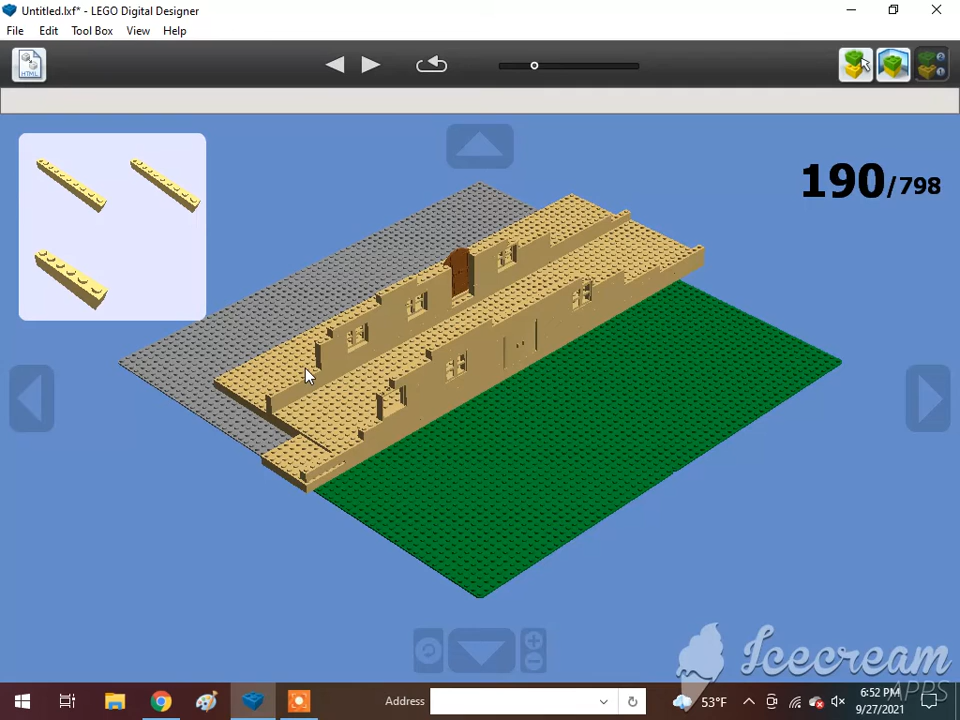 Untitled.lxf* - LEGO Digital Designer
File Edit Tool Box View Help
HTML
190/798
Icecream
APPS
Address
53°F
6:52 PM
9/27/2021